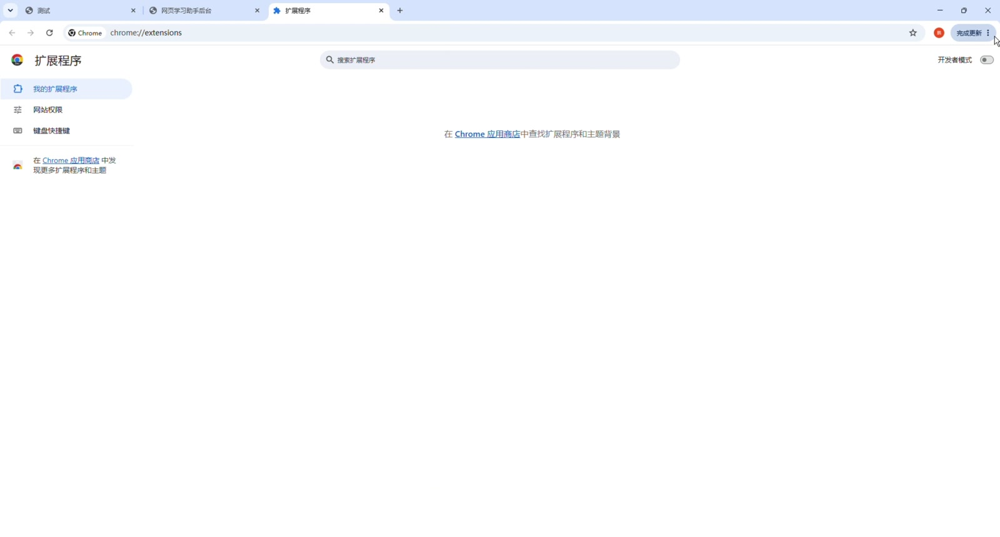 测试
网页学习助手后台
扩展程序
Chrome
chrome://extensions
完成更新
扩展程序
搜索扩展程序
开发者模式
我的扩展程序
网站权限
键盘快捷键
在 Chrome 应用商店 中发
现更多扩展程序和主题
在 Chrome 应用商店中查找扩展程序和主题背景